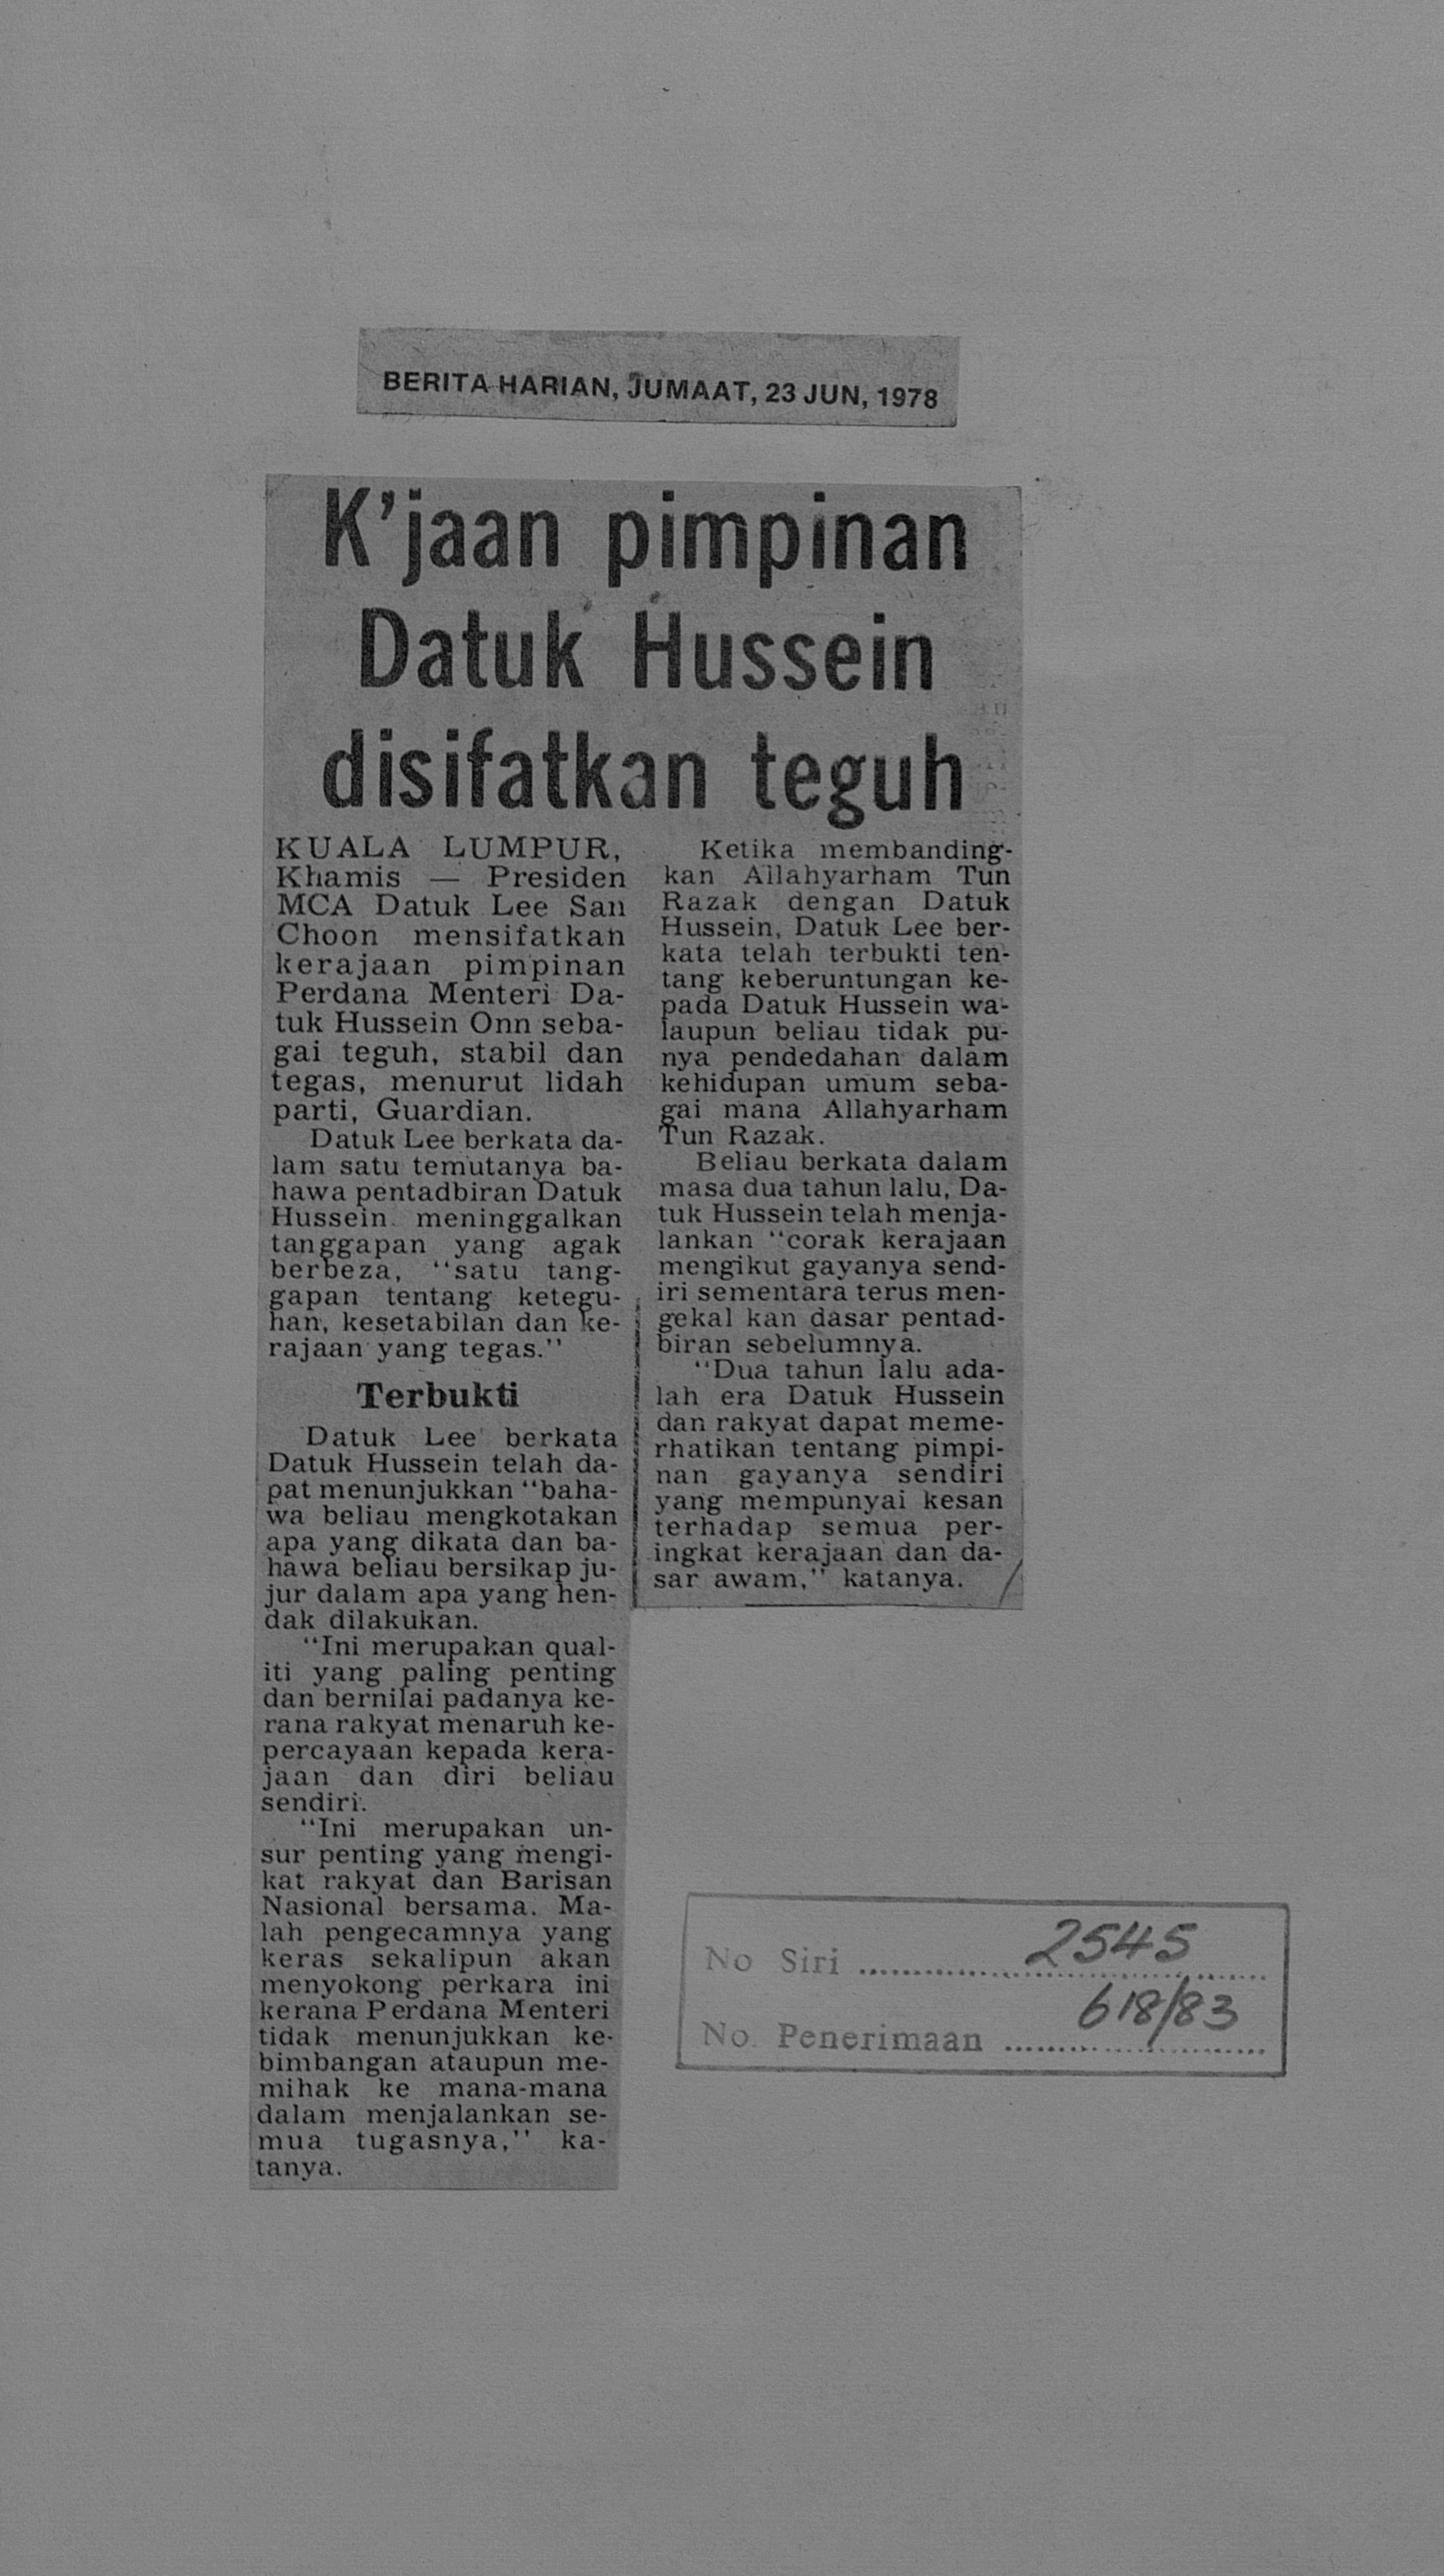 BERITA HARIAN, JUMAAT, 23 JUN, 1978
K'jaan pimpinan
Datuk Hussein
disifatkan teguh
KUALA LUMPUR,
Khamis — Presiden
MCA Datuk Lee San
Choon mensifatkan
kerajaan pimpinan
Perdana Menteri Da-
tuk Hussein Onn seba-
gai teguh, stabil dan
tegas, menurut lidah
parti, Guardian.
Datuk Lee berkata da-
lam satu temutanya ba-
hawa pentadbiran Datuk
Hussein meninggalkan
tanggapan yang agak
berbeza, "satu tang-
gapan tentang ketegu-
han, kesetabilan dan ke-
rajaan yang tegas."
Terbukti
Datuk Lee berkata
Datuk Hussein telah da-
pat menunjukkan "baha-
wa beliau mengkotakan
apa yang dikata dan ba-
hawa beliau bersikap ju-
jur dalam apa yang hen-
dak dilakukan.
"Ini merupakan qual-
iti yang paling penting
dan bernilai padanya ke-
rana rakyat menaruh ke-
percayaan kepada kera-
jaan dan diri beliau
sendiri.
"Ini merupakan un-
sur penting yang mengi-
kat rakyat dan Barisan
Nasional bersama. Ma-
lah pengecamnya yang
keras sekalipun akan
menyokong perkara ini
kerana Perdana Menteri
tidak menunjukkan ke-
bimbangan ataupun me-
mihak ke mana-mana
dalam menjalankan se-
mua tugasnya," ka-
tanya.
Ketika membanding-
kan Allahyarham Tun
Razak dengan Datuk
Hussein, Datuk Lee ber-
kata telah terbukti ten-
tang keberuntungan ke-
pada Datuk Hussein wa-
laupun beliau tidak pu-
nya pendedahan dalam
kehidupan umum seba-
gai mana Allahyarham
Tun Razak.
Beliau berkata dalam
masa dua tahun lalu, Da-
tuk Hussein telah menja-
lankan "corak kerajaan
mengikut gayanya send-
iri sementara terus men-
gekal kan dasar pentad-
biran sebelumnya.
"Dua tahun lalu ada-
lah era Datuk Hussein
dan rakyat dapat meme-
rhatikan tentang pimpi-
nan gayanya sendiri
yang mempunyai kesan
terhadap semua per-
ingkat kerajaan dan da-
sar awam," katanya.
No Siri 2545
No. Penerimaan 618/83